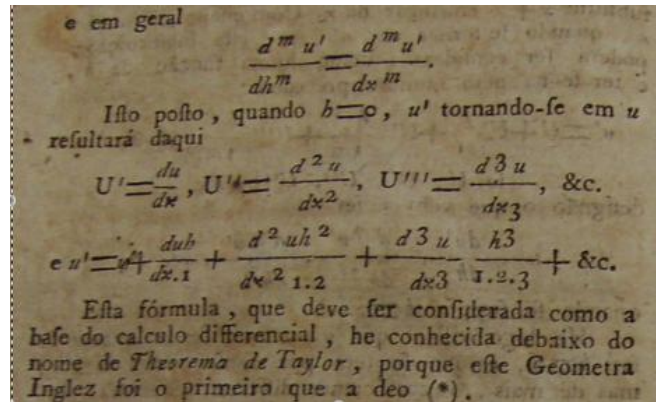 e em geral
d^m u' / dh^m = d^m u' / dx^m.
Iſto poſto, quando h=o, u' tornando-ſe em u
reſultará daqui
U'= du/dx, U''= d²u/dx², U'''= d3u/dx3, &c.
e u'=u+ duh/dx.1 + d²uh²/dx² 1.2 + d3u/dx3 h3/1.2.3 + &c.
Eſta fórmula, que deve ſer conſiderada como a
baſe do calculo differencial, he conhecida debaixo do
nome de Theorema de Taylor, porque eſte Geometra
Inglez foi o primeiro que a deo (*).